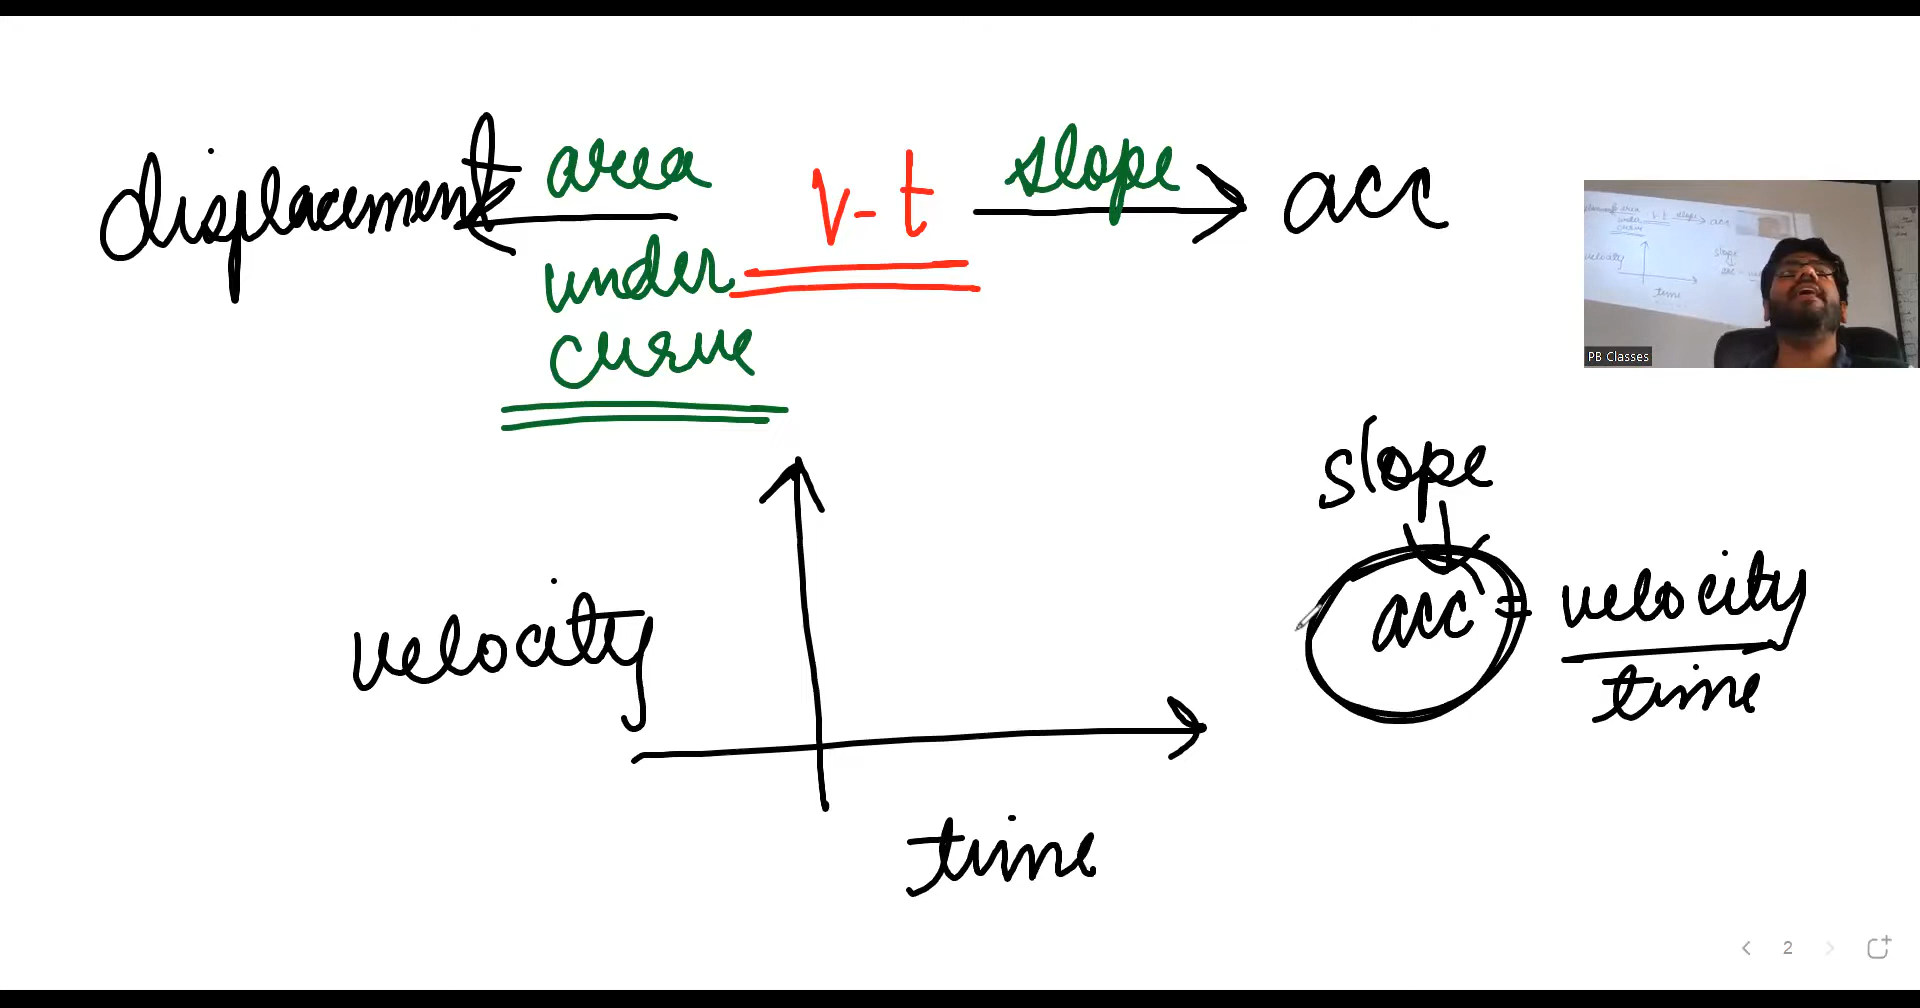 displacement area v-t slope acc
under
curve
PB Classes
slope
velocity
acc = velocity
time
time
2